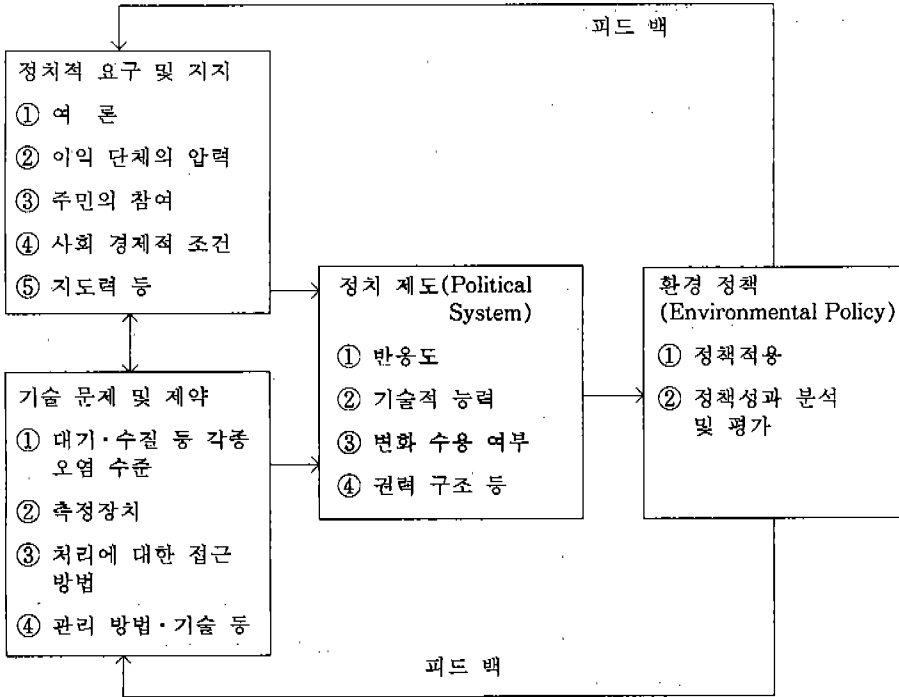 피드 백
정치적 요구 및 지지
① 여 론
② 이익 단체의 압력
③ 주민의 참여
④ 사회 경제적 조건
⑤ 지도력 등
기술 문제 및 제약
① 대기·수질 등 각종
오염 수준
② 측정장치
③ 처리에 대한 접근
방법
④ 관리 방법·기술 등
정치 제도(Political
System)
① 반응도
② 기술적 능력
③ 변화 수용 여부
④ 권력 구조 등
환경 정책
(Environmental Policy)
① 정책적용
② 정책성과 분석
및 평가
피드 백